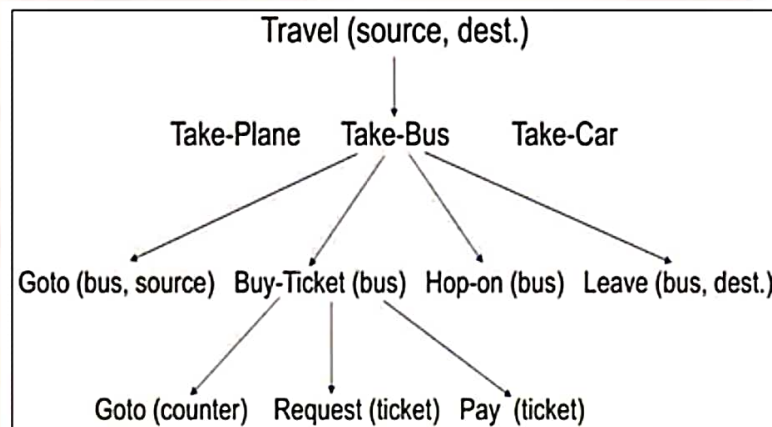 Travel (source, dest.)
Take-Plane Take-Bus Take-Car
Goto (bus, source) Buy-Ticket (bus) Hop-on (bus) Leave (bus, dest.)
Goto (counter) Request (ticket) Pay (ticket)